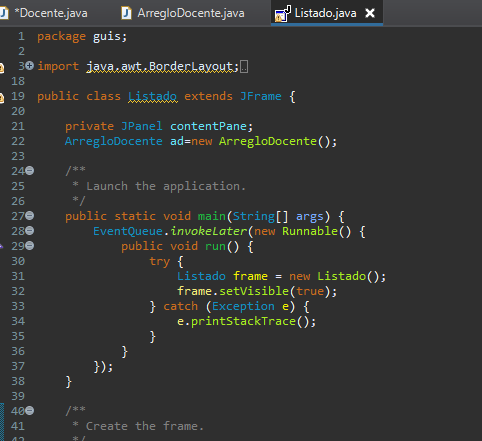 *Docente.java ArregloDocente.java Listado.java
1 package guis;
2
3 import java.awt.BorderLayout;
18
19 public class Listado extends JFrame {
20
21 private JPanel contentPane;
22 ArregloDocente ad=new ArregloDocente();
23
24 /**
25 * Launch the application.
26 */
27 public static void main(String[] args) {
28 EventQueue.invokeLater(new Runnable() {
29 public void run() {
30 try {
31 Listado frame = new Listado();
32 frame.setVisible(true);
33 } catch (Exception e) {
34 e.printStackTrace();
35 }
36 }
37 });
38 }
39
40 /**
41 * Create the frame.
42 */